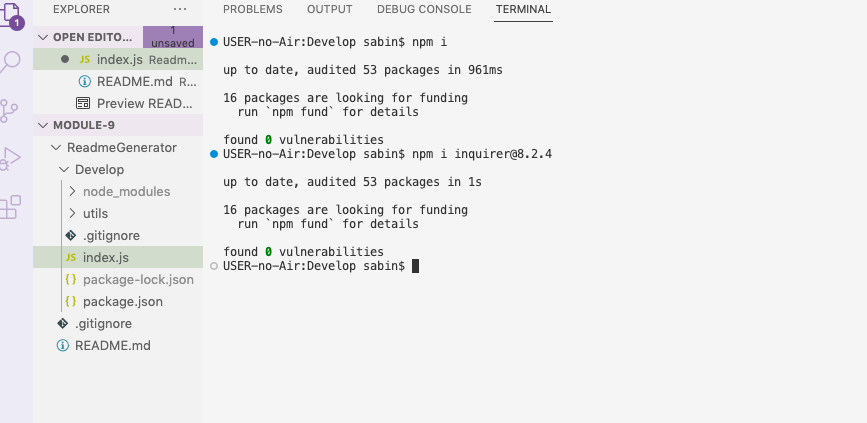 EXPLORER ...
1
OPEN EDITO... 1 unsaved
JS index.js Readm...
README.md R...
Preview READ...
MODULE-9
ReadmeGenerator
Develop
node_modules
utils
.gitignore
JS index.js
{ } package-lock.json
{ } package.json
.gitignore
README.md
PROBLEMS OUTPUT DEBUG CONSOLE TERMINAL
USER-no-Air:Develop sabin$ npm i
up to date, audited 53 packages in 961ms
16 packages are looking for funding
run `npm fund` for details
found 0 vulnerabilities
USER-no-Air:Develop sabin$ npm i inquirer@8.2.4
up to date, audited 53 packages in 1s
16 packages are looking for funding
run `npm fund` for details
found 0 vulnerabilities
USER-no-Air:Develop sabin$